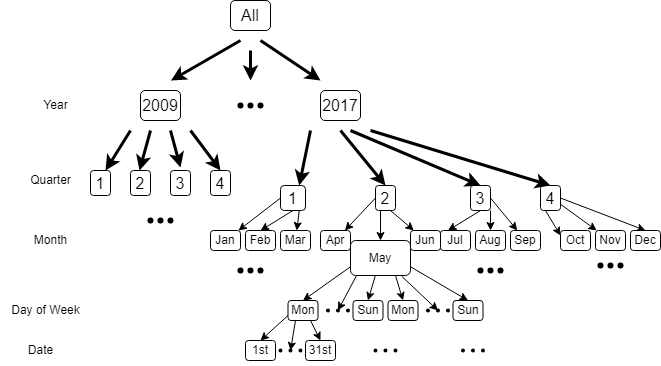 All
Year 2009 ••• 2017
Quarter 1 2 3 4 1 2 3 4
•••
Month Jan Feb Mar Apr May Jun Jul Aug Sep Oct Nov Dec
••• ••• •••
Day of Week Mon ••• Sun Mon ••• Sun
Date 1st ••• 31st ••• •••